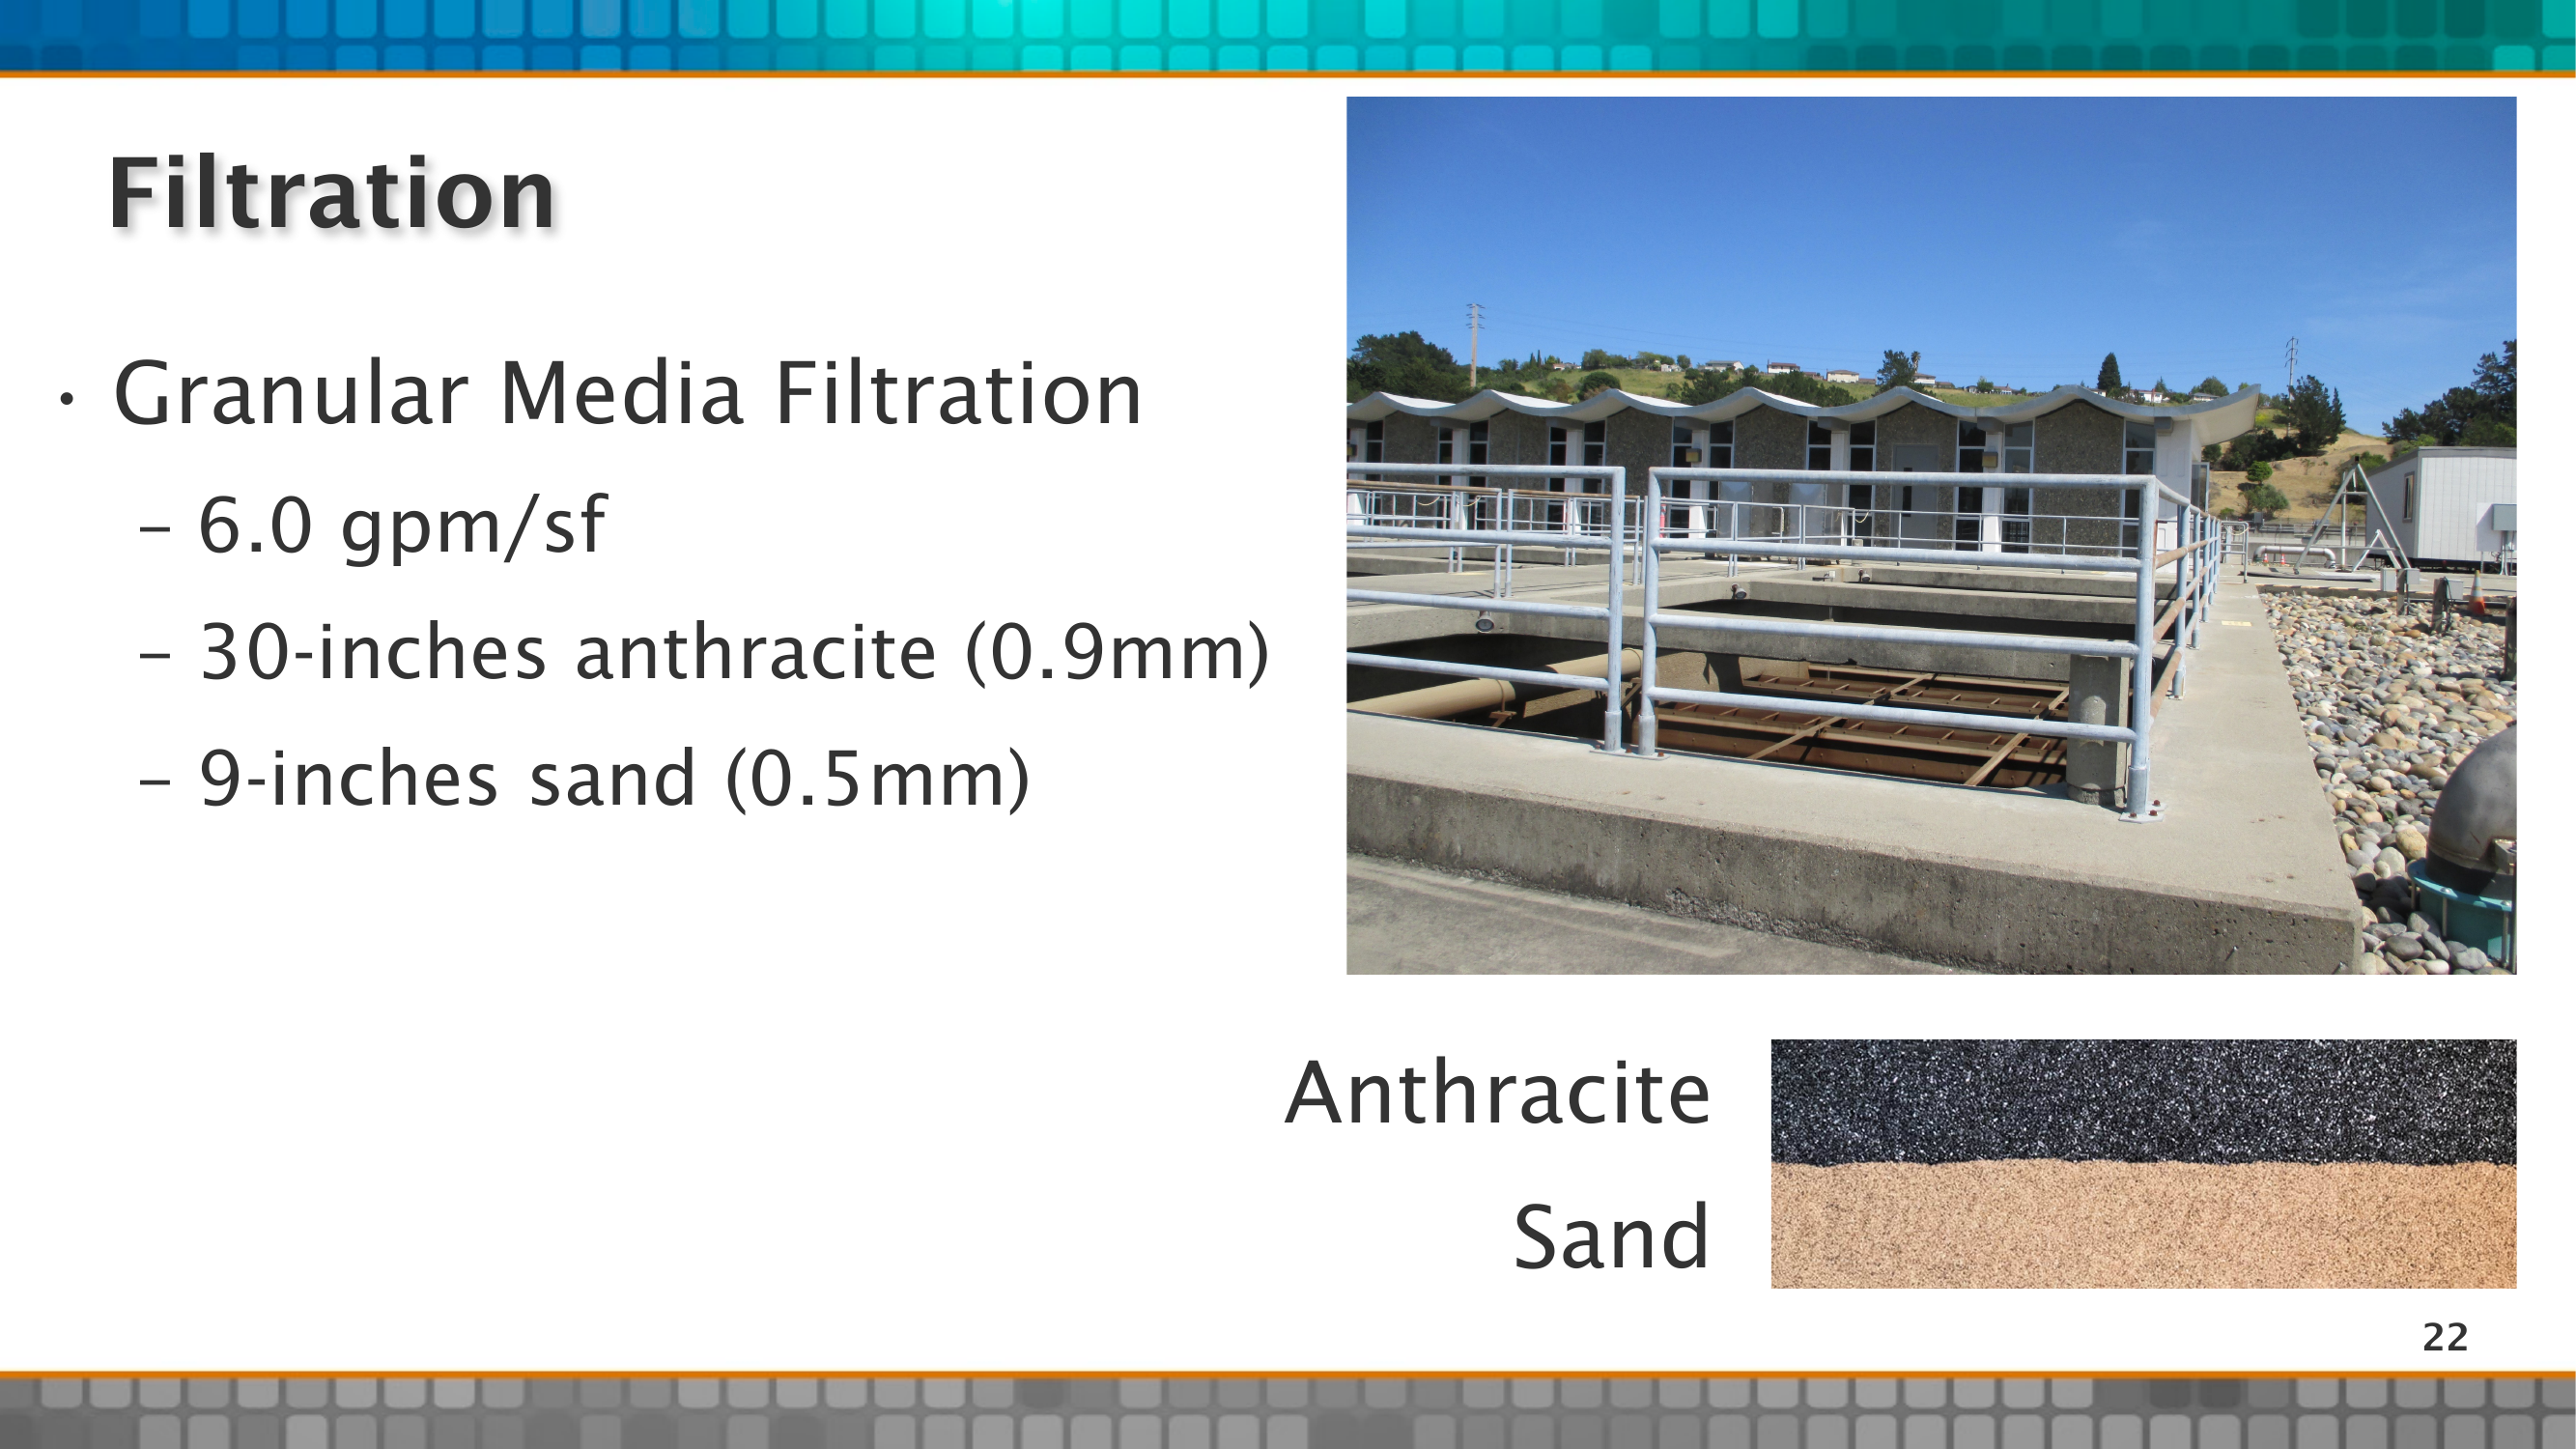 Filtration
• Granular Media Filtration
– 6.0 gpm/sf
– 30-inches anthracite (0.9mm)
– 9-inches sand (0.5mm)
Anthracite
Sand
22